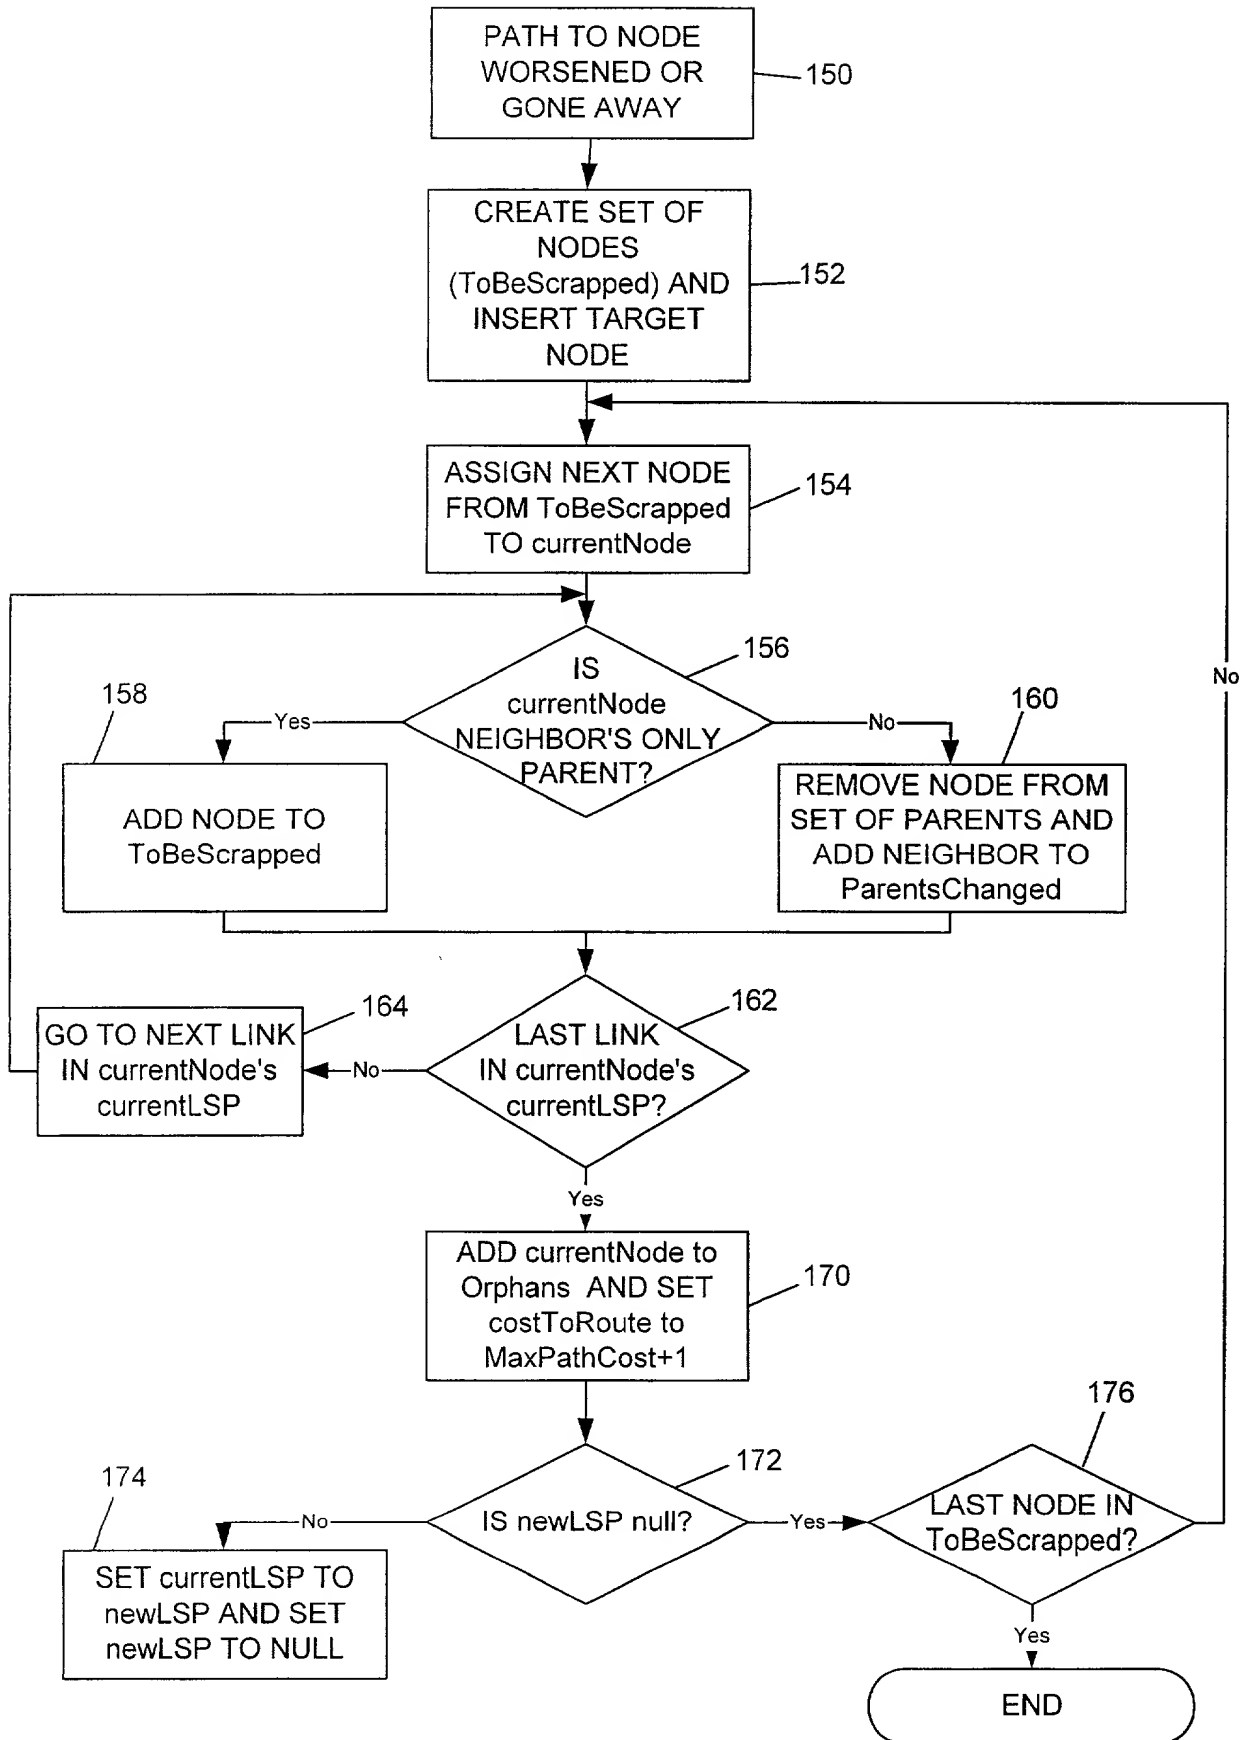 PATH TO NODE
WORSENED OR
GONE AWAY
150
CREATE SET OF
NODES
(ToBeScrapped) AND
INSERT TARGET
NODE
152
ASSIGN NEXT NODE
FROM ToBeScrapped
TO currentNode
154
IS
currentNode
NEIGHBOR'S ONLY
PARENT?
156
Yes
No
No
158
ADD NODE TO
ToBeScrapped
160
REMOVE NODE FROM
SET OF PARENTS AND
ADD NEIGHBOR TO
ParentsChanged
164
GO TO NEXT LINK
IN currentNode's
currentLSP
No
162
LAST LINK
IN currentNode's
currentLSP?
Yes
ADD currentNode to
Orphans AND SET
costToRoute to
MaxPathCost+1
170
172
IS newLSP null?
No
Yes
174
SET currentLSP TO
newLSP AND SET
newLSP TO NULL
176
LAST NODE IN
ToBeScrapped?
Yes
END